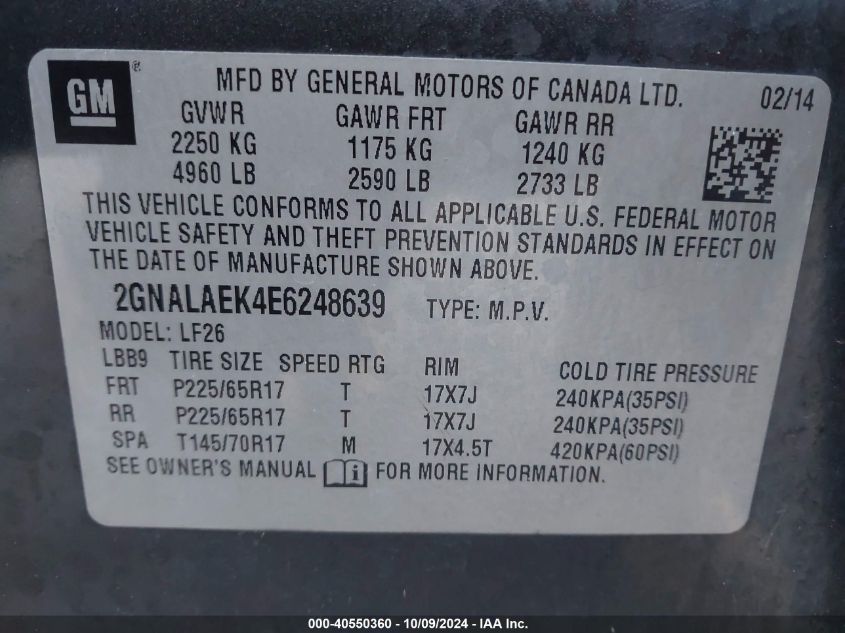 GM ®
MFD BY GENERAL MOTORS OF CANADA LTD. 02/14
GVWR GAWR FRT GAWR RR
2250 KG 1175 KG 1240 KG
4960 LB 2590 LB 2733 LB
THIS VEHICLE CONFORMS TO ALL APPLICABLE U.S. FEDERAL MOTOR
VEHICLE SAFETY AND THEFT PREVENTION STANDARDS IN EFFECT ON
THE DATE OF MANUFACTURE SHOWN ABOVE.
2GNALAEK4E6248639 TYPE: M.P.V.
MODEL: LF26
LBB9 TIRE SIZE SPEED RTG RIM COLD TIRE PRESSURE
FRT P225/65R17 T 17X7J 240KPA(35PSI)
RR P225/65R17 T 17X7J 240KPA(35PSI)
SPA T145/70R17 M 17X4.5T 420KPA(60PSI)
SEE OWNER'S MANUAL i FOR MORE INFORMATION.
000-40550360 - 10/09/2024 - IAA Inc.